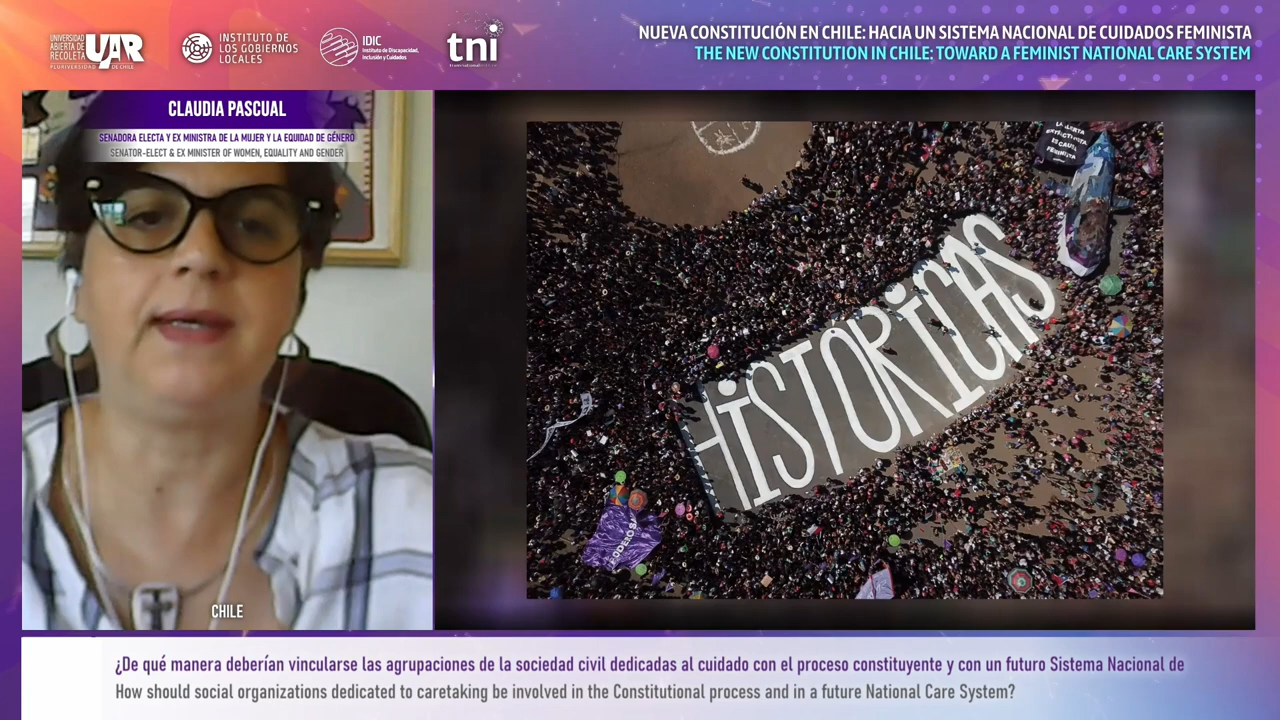 UNIVERSIDAD
ABIERTA DE
RECOLETA
UAR
PLURIVERSIDAD DE CHILE
INSTITUTO DE
LOS GOBIERNOS
LOCALES
IDIC
Instituto de Discapacidad,
Inclusión y Cuidados
tni
NUEVA CONSTITUCIÓN EN CHILE: HACIA UN SISTEMA NACIONAL DE CUIDADOS FEMINISTA
THE NEW CONSTITUTION IN CHILE: TOWARD A FEMINIST NATIONAL CARE SYSTEM
CLAUDIA PASCUAL
SENADORA ELECTA Y EX MINISTRA DE LA MUJER Y LA EQUIDAD DE GÉNERO
SENATOR-ELECT & EX MINISTER OF WOMEN, EQUALITY AND GENDER
HISTORICAS
CHILE
¿De qué manera deberían vincularse las agrupaciones de la sociedad civil dedicadas al cuidado con el proceso constituyente y con un futuro Sistema Nacional de
How should social organizations dedicated to caretaking be involved in the Constitutional process and in a future National Care System?